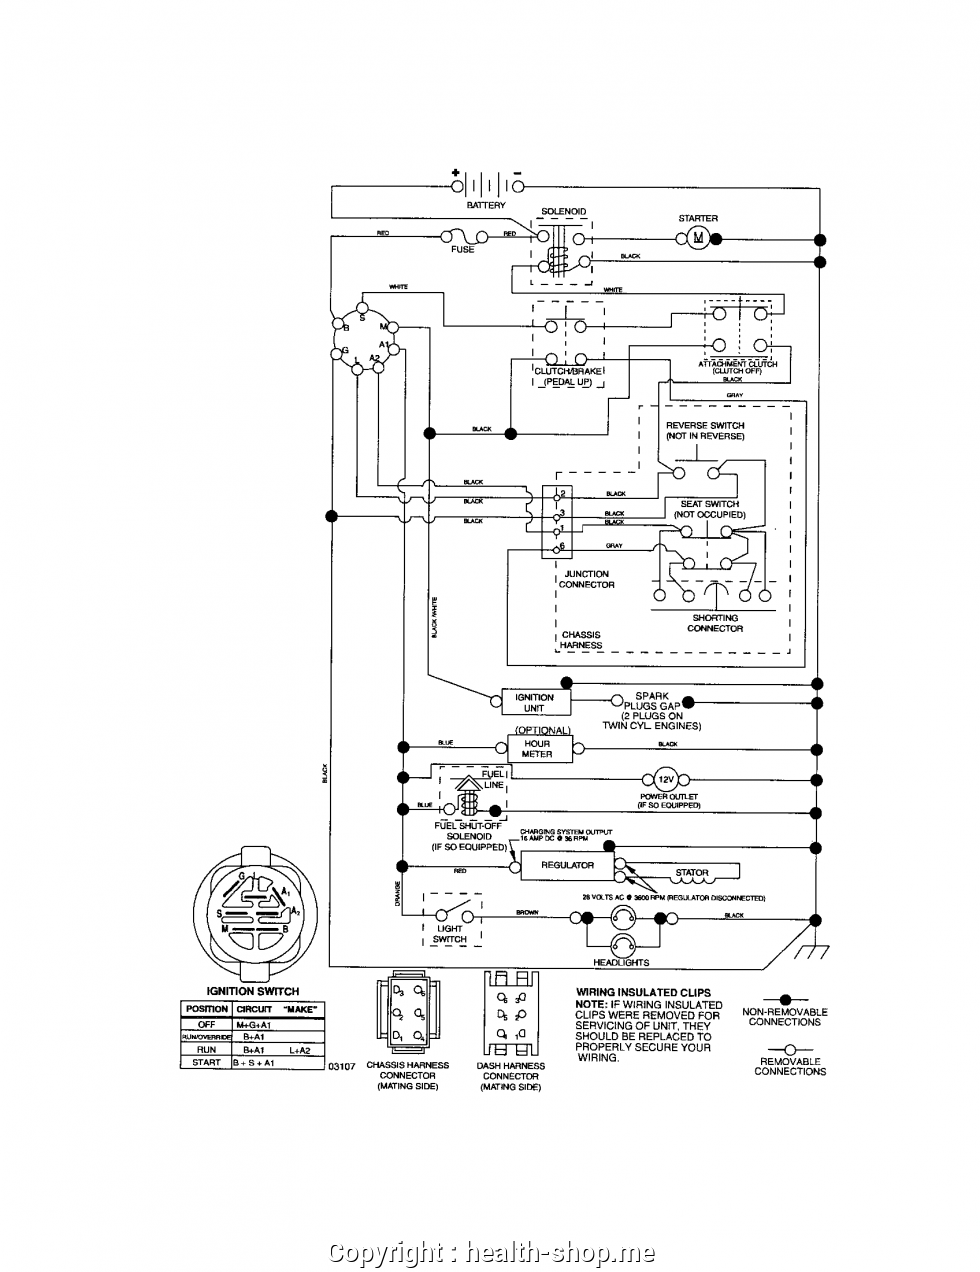 + −
BATTERY
SOLENOID
STARTER
M
RED
FUSE
RED
BLACK
WHITE
WHITE
S
B
M
G
A1
L
A2
CLUTCH/BRAKE
(PEDAL UP)
ATTACHMENT CLUTCH
(CLUTCH OFF)
BLACK
GRAY
BLACK
REVERSE SWITCH
(NOT IN REVERSE)
BLACK
BLACK
BLACK
2
3
1
6
BLACK
BLACK
BLACK
GRAY
SEAT SWITCH
(NOT OCCUPIED)
JUNCTION
CONNECTOR
SHORTING
CONNECTOR
CHASSIS
HARNESS
BLACK/WHITE
IGNITION
UNIT
SPARK
PLUGS GAP
(2 PLUGS ON
TWIN CYL. ENGINES)
(OPTIONAL)
HOUR
METER
BLUE
BLACK
BLACK
FUEL
LINE
12V
POWER OUTLET
(IF SO EQUIPPED)
BLUE
FUEL SHUT-OFF
SOLENOID
(IF SO EQUIPPED)
CHARGING SYSTEM OUTPUT
16 AMP DC @ 36 RPM
REGULATOR
STATOR
RED
28 VOLTS AC @ 3600 RPM (REGULATOR DISCONNECTED)
ORANGE
BROWN
BLACK
LIGHT
SWITCH
HEADLIGHTS
G
L
A1
A2
S
M
B
IGNITION SWITCH
POSITION CIRCUIT "MAKE"
OFF M+G+A1
RUN/OVERRIDE B+A1
RUN B+A1 L+A2
START B + S + A1
03107
3 6
2 5
1 4
CHASSIS HARNESS
CONNECTOR
(MATING SIDE)
6 3
5 2
4 1
DASH HARNESS
CONNECTOR
(MATING SIDE)
WIRING INSULATED CLIPS
NOTE: IF WIRING INSULATED
CLIPS WERE REMOVED FOR
SERVICING OF UNIT, THEY
SHOULD BE REPLACED TO
PROPERLY SECURE YOUR
WIRING.
NON-REMOVABLE
CONNECTIONS
REMOVABLE
CONNECTIONS
Copyright : health-shop.me